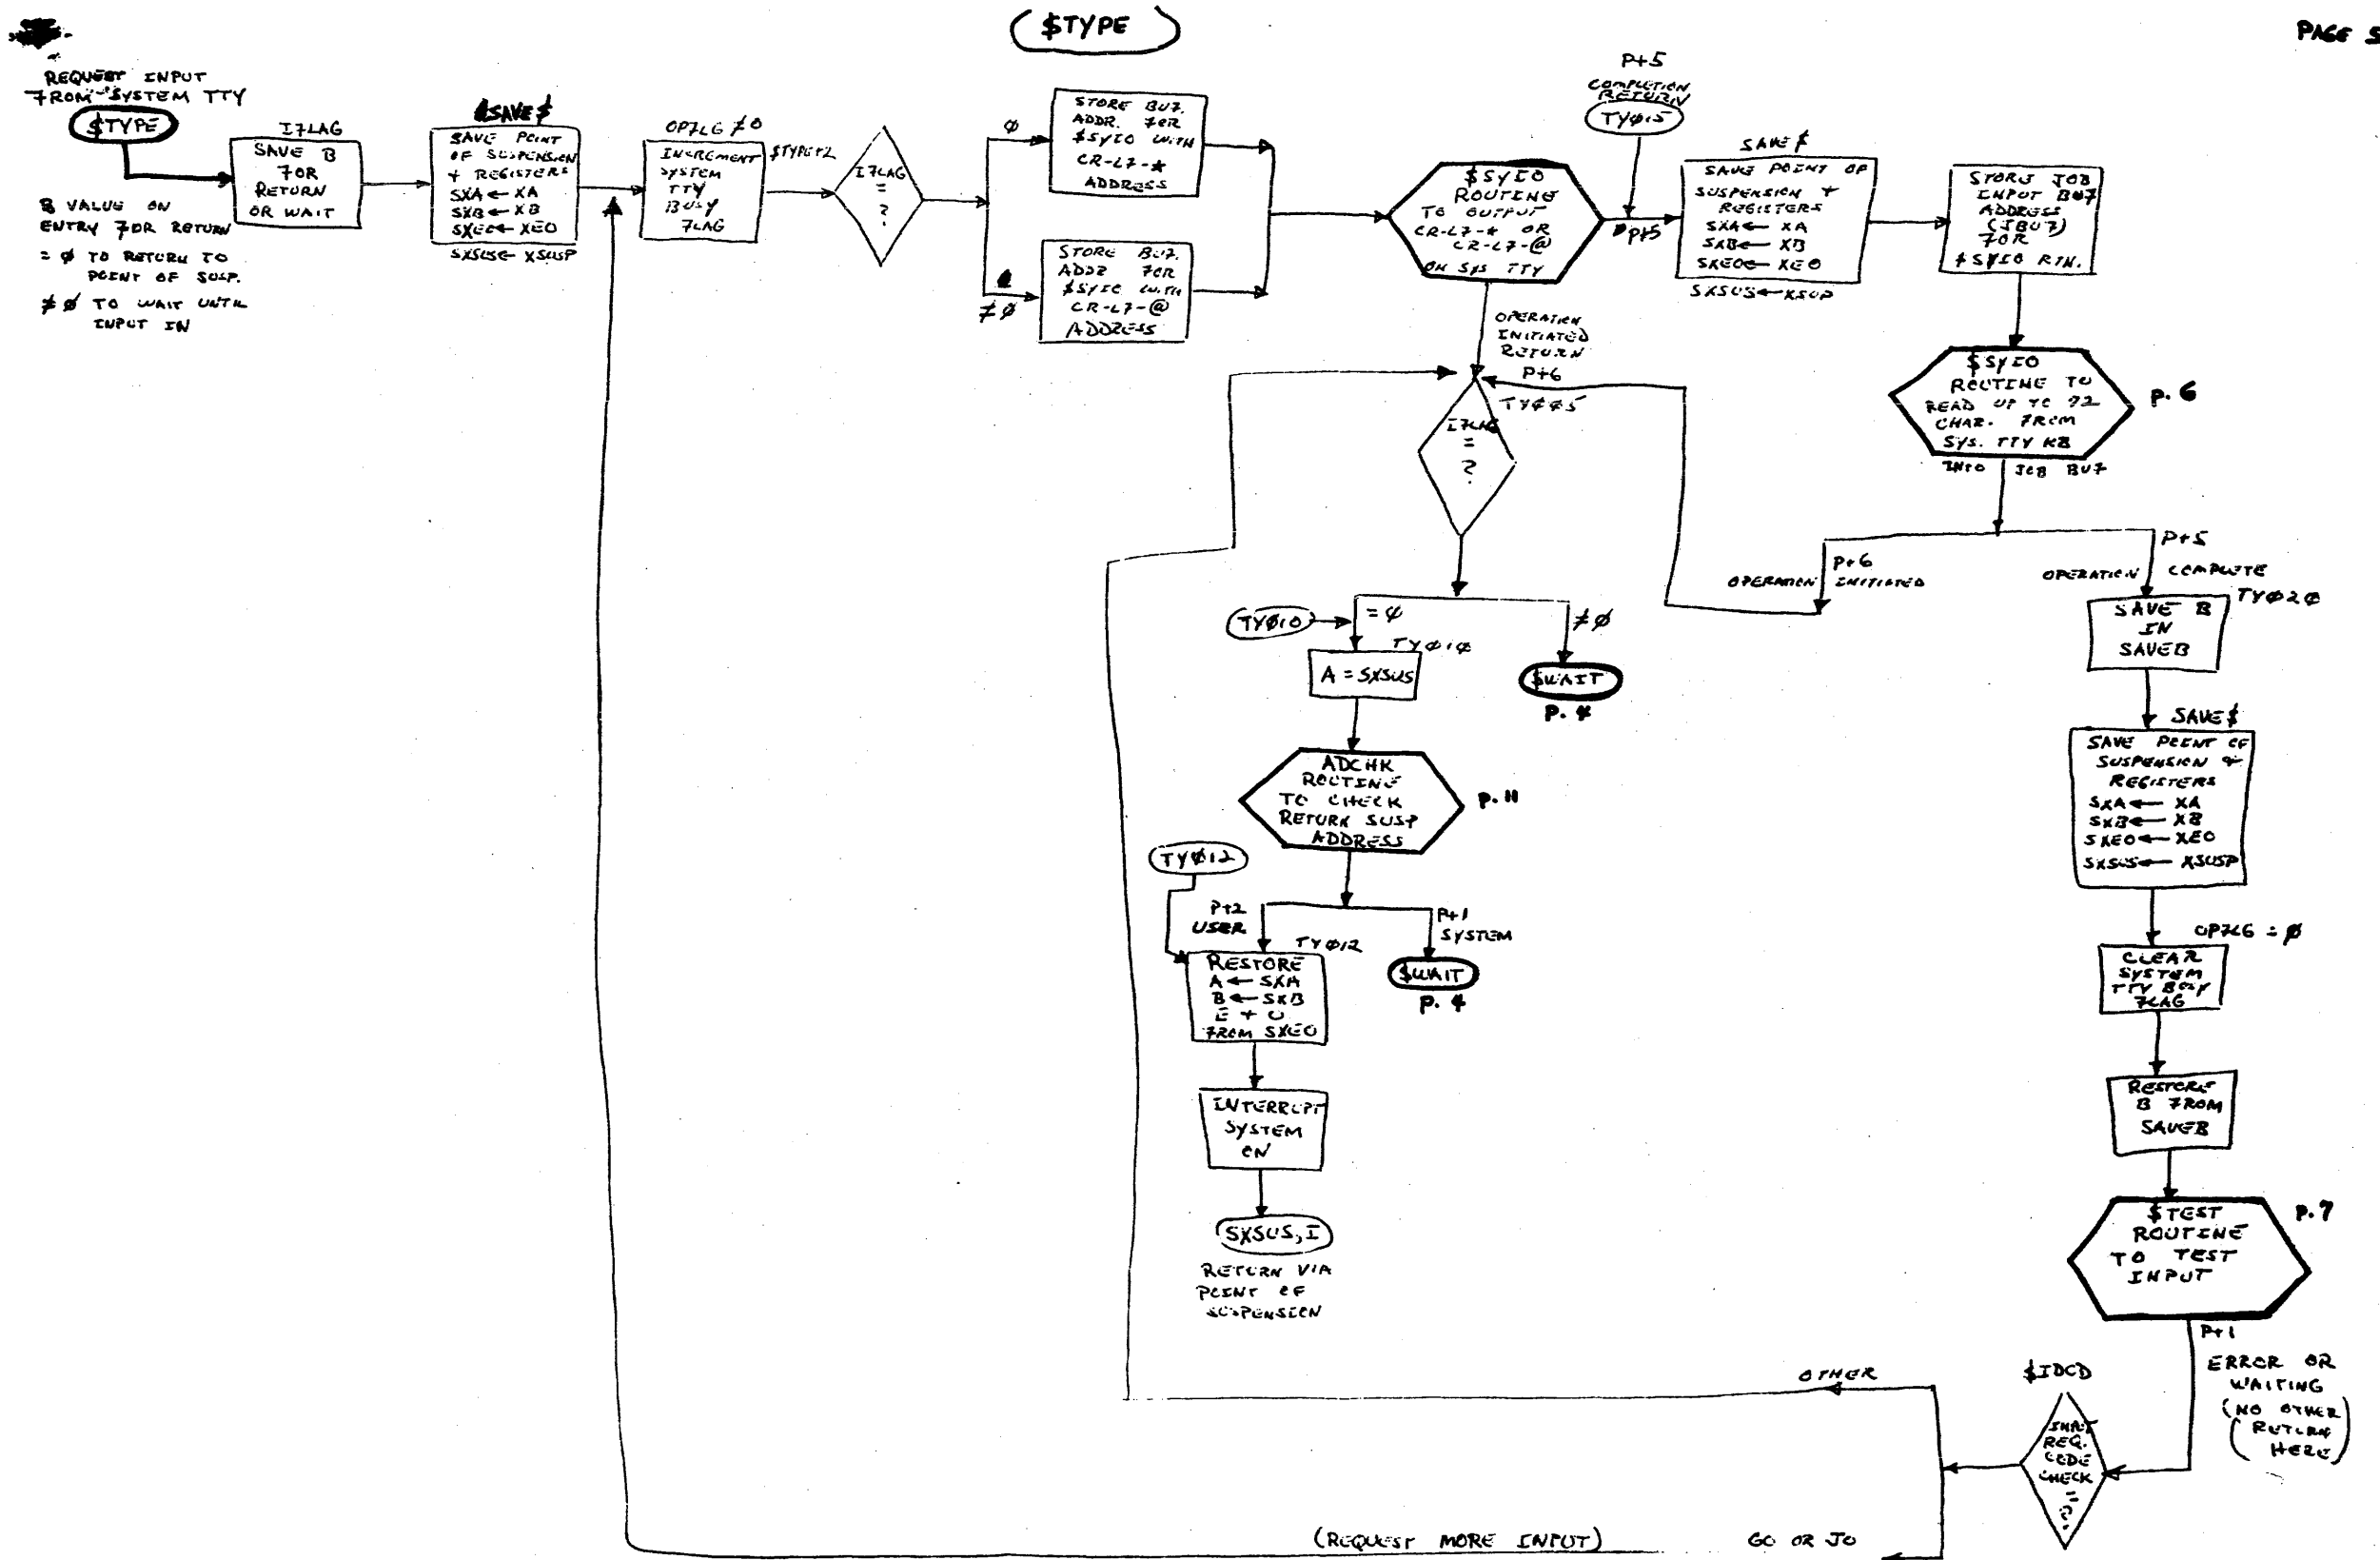 $TYPE
PAGE 5
REQUEST INPUT
FROM SYSTEM TTY
$TYPE
B VALUE ON
ENTRY FOR RETURN
= Ø TO RETURN TO
POINT OF SUSP.
≠ Ø TO WAIT UNTIL
INPUT IN
IFLAG
SAVE B
FOR
RETURN
OR WAIT
SAVE $
SAVE POINT
OF SUSPENSION
+ REGISTERS
SXA ← XA
SXB ← XB
SXEO ← XEO
SXSUS ← XSUSP
OPFLG ≠ 0
INCREMENT
SYSTEM
TTY
BUSY
FLAG
$TYPE+2
IFLAG
=
?
Ø
≠ Ø
STORE BUF.
ADDR. FOR
$SYIO WITH
CR-LF-*
ADDRESS
STORE BUF.
ADDR FOR
$SYIO WITH
CR-LF-@
ADDRESS
$SYIO
ROUTINE
TO OUTPUT
CR-LF-* OR
CR-LF-@
ON SYS TTY
P+5
COMPLETION
RETURN
TYØ15
P+5
SAVE $
SAVE POINT OF
SUSPENSION +
REGISTERS
SXA ← XA
SXB ← XB
SXEO ← XEO
SXSUS ← XSUP
STORE JOB
INPUT BUF
ADDRESS
(JBUF)
FOR
$SYIO RTN.
$SYIO
ROUTINE TO
READ UP TO 72
CHAR. FROM
SYS. TTY KB
INTO JOB BUF
P. 6
OPERATION
INITIATED
RETURN
P+6
TYØØ5
IFLAG
=
?
P+6
OPERATION INITIATED
P+5
OPERATION COMPLETE
TYØ2Ø
SAVE B
IN
SAVEB
TYØ10
= Ø
≠ Ø
TYØ1Ø
A = SXSUS
$WAIT
P. 4
ADCHK
ROUTINE
TO CHECK
RETURN SUSP
ADDRESS
P. 11
SAVE $
SAVE POINT OF
SUSPENSION +
REGISTERS
SXA ← XA
SXB ← XB
SXEO ← XEO
SXSUS ← XSUSP
TYØ12
P+2
USER
TYØ12
P+1
SYSTEM
$WAIT
P. 4
RESTORE
A ← SXA
B ← SXB
E + O
FROM SXEO
INTERRUPT
SYSTEM
ON
SXSUS,I
RETURN VIA
POINT OF
SUSPENSION
OPFLG = Ø
CLEAR
SYSTEM
TTY BUSY
FLAG
RESTORE
B FROM
SAVEB
$TEST
ROUTINE
TO TEST
INPUT
P. 7
P+1
ERROR OR
WAITING
(NO OTHER
RETURN
HERE)
$IDCD
INPUT
REQ.
CODE
CHECK
=
?
OTHER
(REQUEST MORE INPUT)
GO OR JO